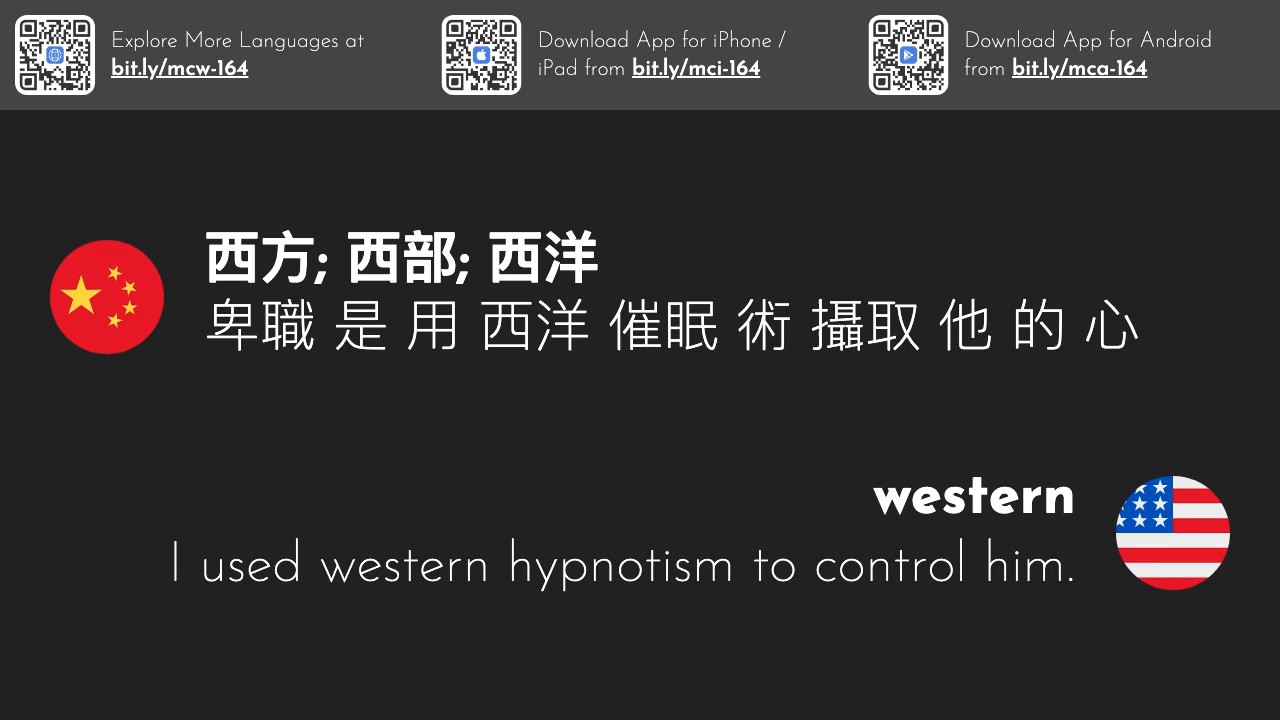 Explore More Languages at
bit.ly/mcw-164
Download App for iPhone /
iPad from bit.ly/mci-164
Download App for Android
from bit.ly/mca-164
西方; 西部; 西洋
卑職 是 用 西洋 催眠 術 攝取 他 的 心
western
I used western hypnotism to control him.